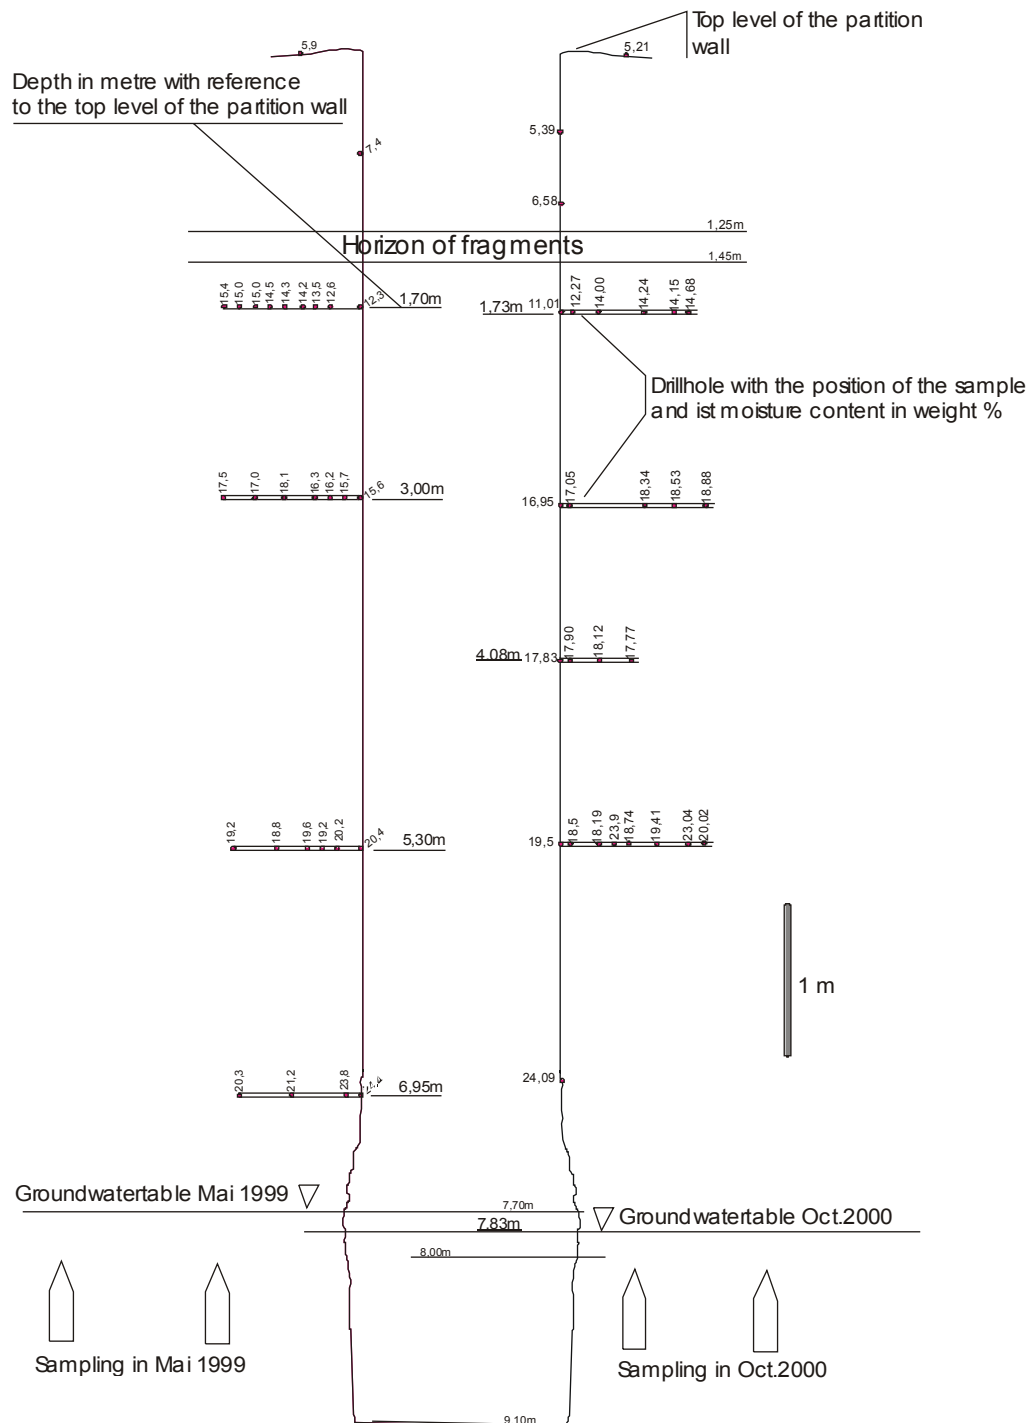 Top level of the partition
wall
5,9
5,21
Depth in metre with reference
to the top level of the partition wall
7,4
5,39
6,58
1,25m
Horizon of fragments
1,45m
15,4 15,0 15,0 14,5 14,3 14,2 13,5 12,6 12,3 1,70m
1,73m 11,01 12,27 14,00 14,24 14,15 14,68
Drillhole with the position of the sample
and ist moisture content in weight %
17,5 17,0 18,1 16,3 16,2 15,7 15,6 3,00m
16,95 17,05 18,34 18,53 18,88
4.08m 17,83 17,90 18,12 17,77
19,2 18,8 19,6 19,2 20,2 20,4 5,30m
19,5 18,5 18,19 23,9 18,74 19,41 23,04 20,02
1 m
24,09
20,3 21,2 23,8 6,95m
Groundwatertable Mai 1999
7,70m
7.83m
Groundwatertable Oct.2000
8,00m
Sampling in Mai 1999
Sampling in Oct.2000
9,10m